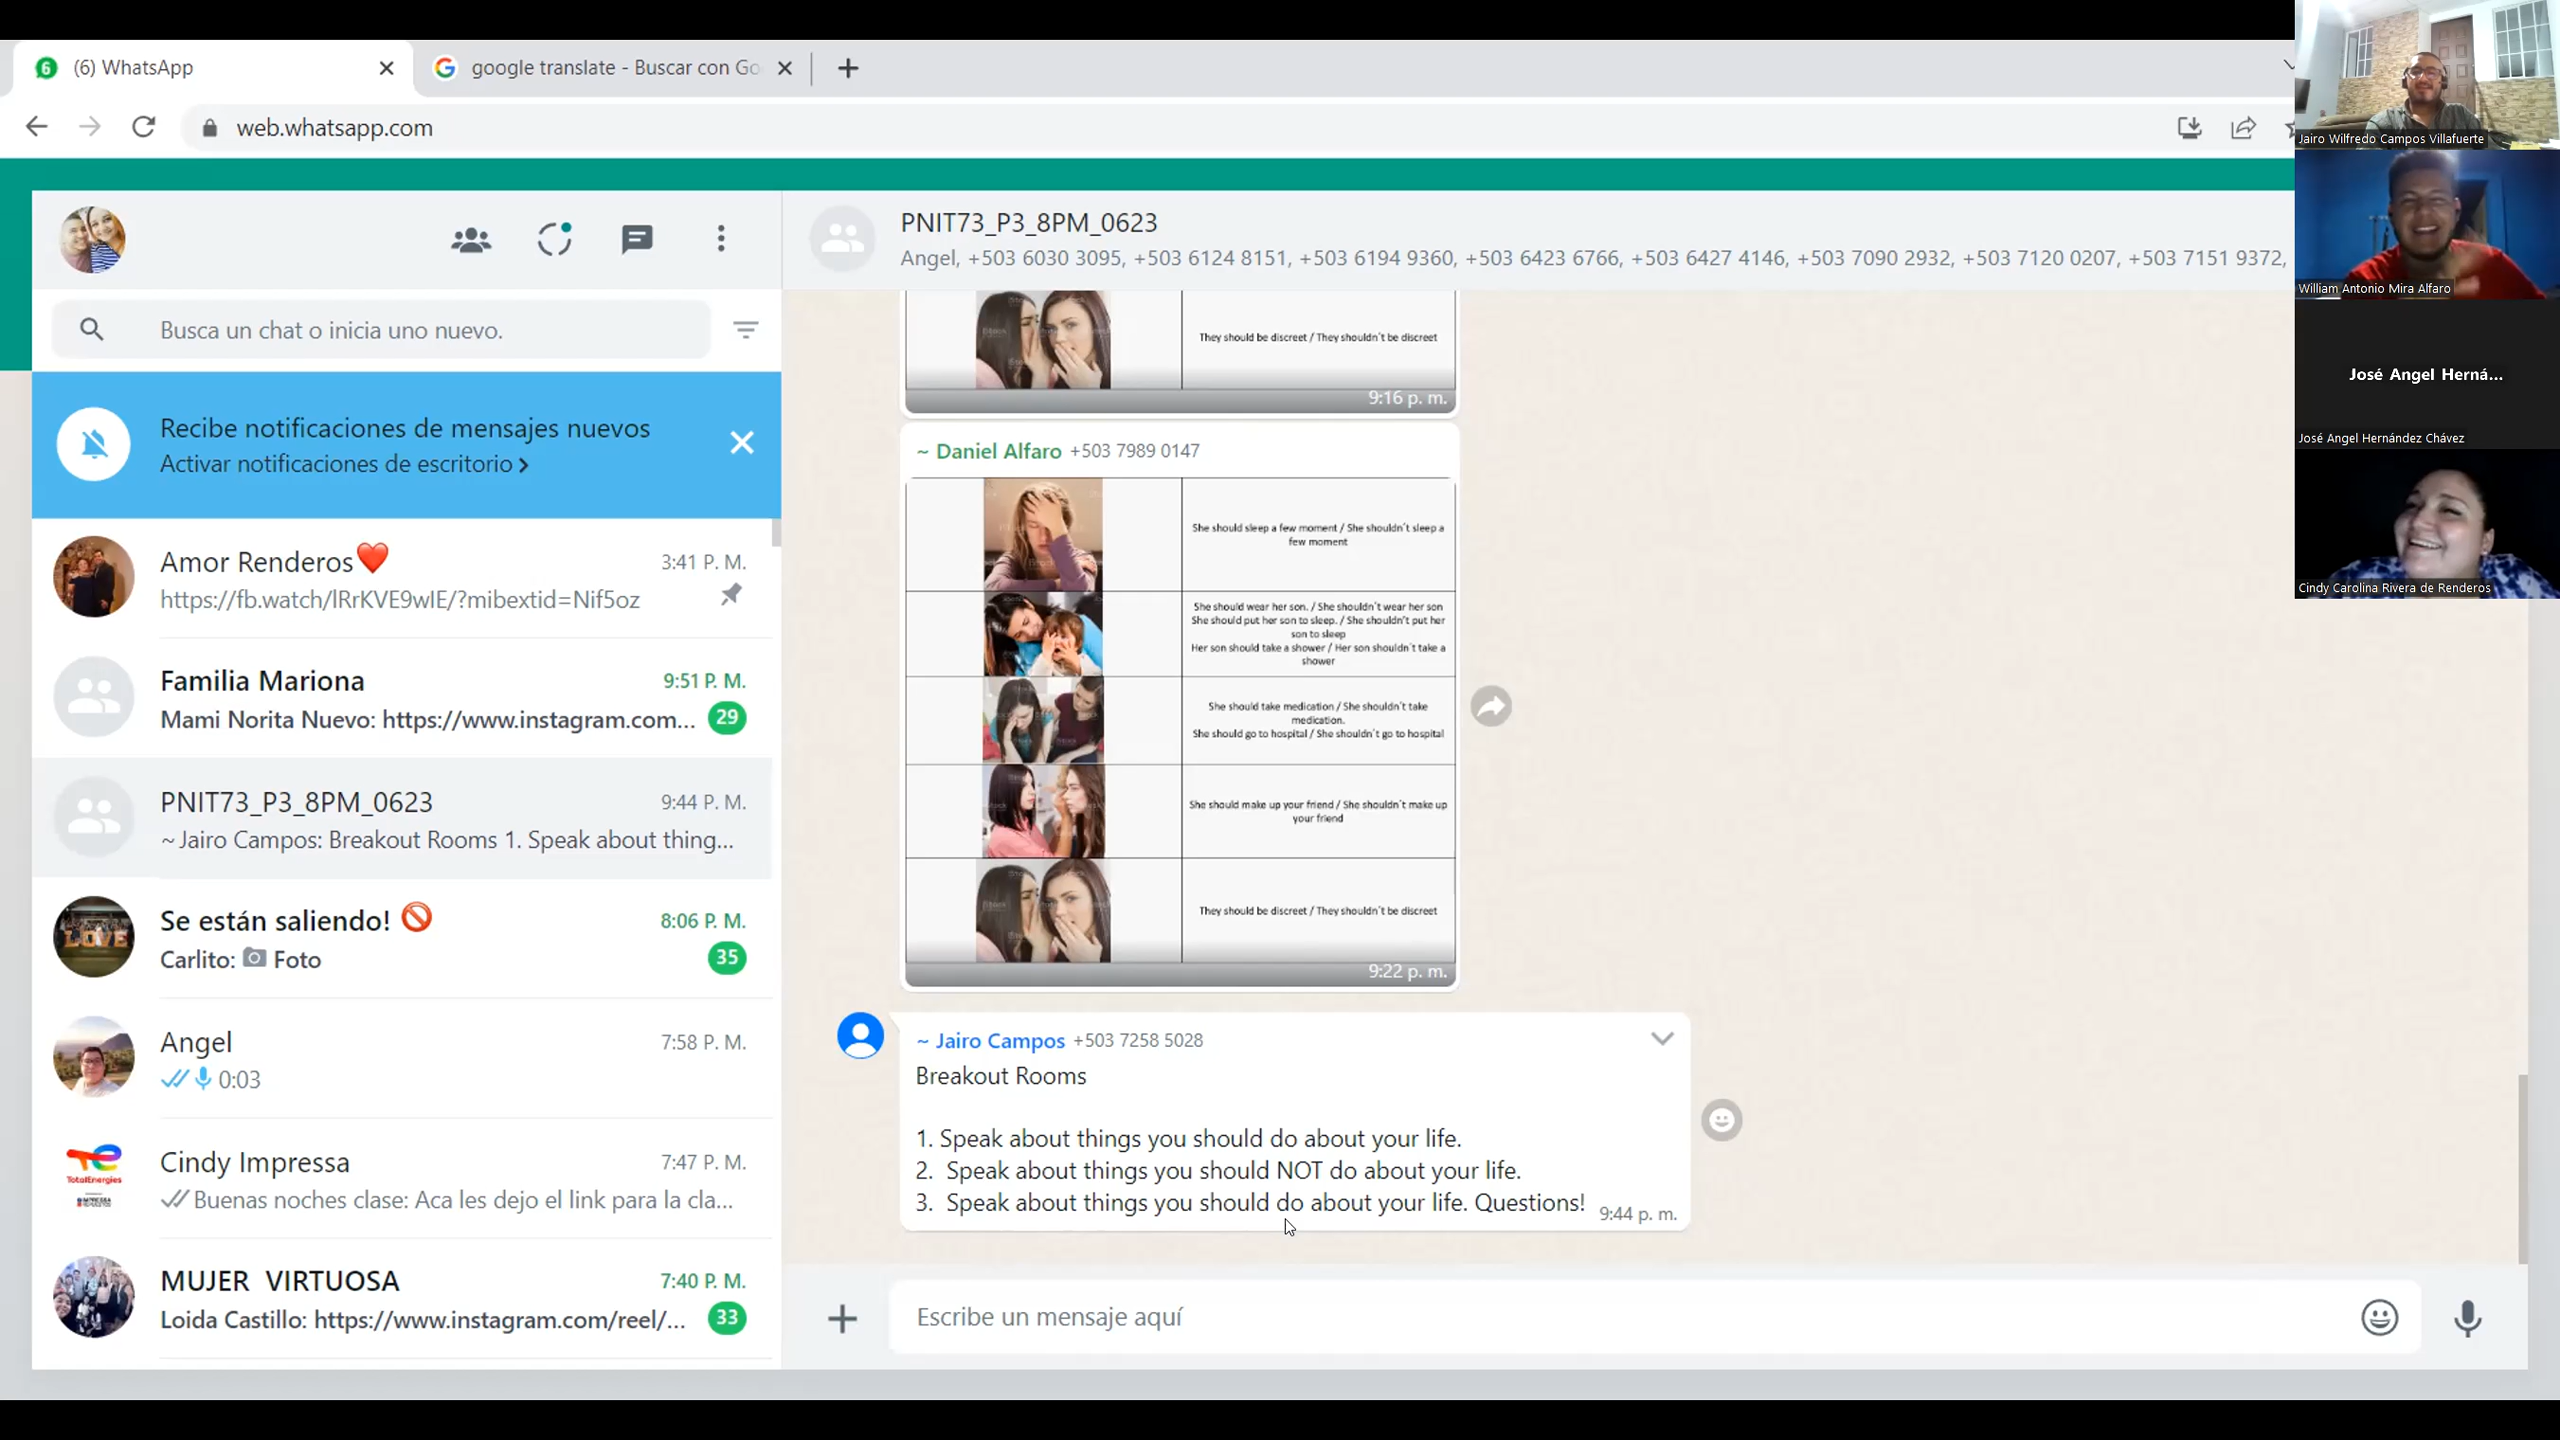 (6) WhatsApp
google translate - Buscar con Go
web.whatsapp.com
Busca un chat o inicia uno nuevo.
Recibe notificaciones de mensajes nuevos
Activar notificaciones de escritorio
Amor Renderos❤️ 3:41 P. M.
https://fb.watch/lRrKVE9wIE/?mibextid=Nif5oz
Familia Mariona 9:51 P. M.
Mami Norita Nuevo: https://www.instagram.com... 29
PNIT73_P3_8PM_0623 9:44 P. M.
~ Jairo Campos: Breakout Rooms 1. Speak about thing...
Se están saliendo! 🚫 8:06 P. M.
Carlito: Foto 35
Angel 7:58 P. M.
0:03
Cindy Impressa 7:47 P. M.
Buenas noches clase: Aca les dejo el link para la cla...
TotalEnergies
MUJER VIRTUOSA 7:40 P. M.
Loida Castillo: https://www.instagram.com/reel/... 33
PNIT73_P3_8PM_0623
Angel, +503 6030 3095, +503 6124 8151, +503 6194 9360, +503 6423 6766, +503 6427 4146, +503 7090 2932, +503 7120 0207, +503 7151 9372,
They should be discreet / They shouldn´t be discreet
9:16 p. m.
~ Daniel Alfaro +503 7989 0147
She should sleep a few moment / She shouldn´t sleep a
few moment
She should wear her son. / She shouldn´t wear her son
She should put her son to sleep. / She shouldn't put her
son to sleep
Her son should take a shower / Her son shouldn´t take a
shower
She should take medication / She shouldn´t take
medication.
She should go to hospital / She shouldn´t go to hospital
She should make up your friend / She shouldn´t make up
your friend
They should be discreet / They shouldn´t be discreet
9:22 p. m.
~ Jairo Campos +503 7258 5028
Breakout Rooms
1. Speak about things you should do about your life.
2. Speak about things you should NOT do about your life.
3. Speak about things you should do about your life. Questions!
9:44 p. m.
Escribe un mensaje aquí
Jairo Wilfredo Campos Villafuerte
William Antonio Mira Alfaro
José Angel Herná...
José Angel Hernández Chávez
Cindy Carolina Rivera de Renderos